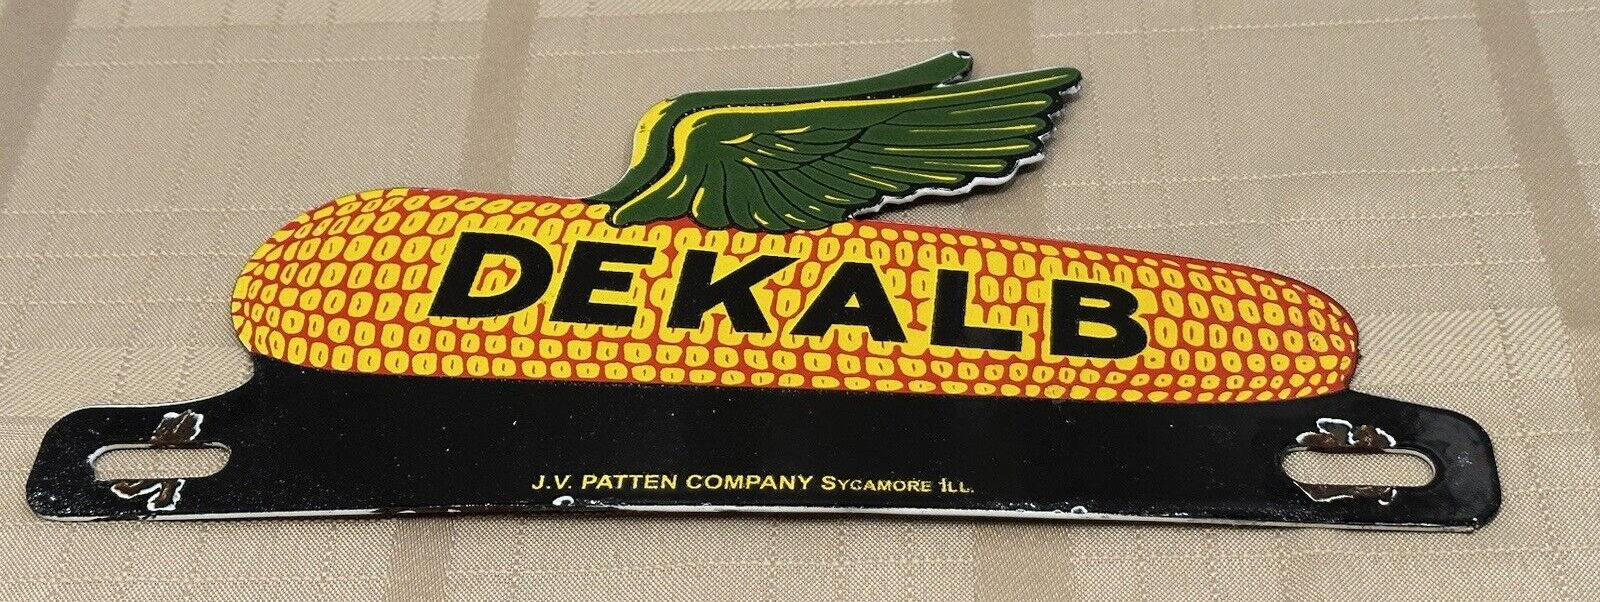 DEKALB
J.V. PATTEN COMPANY SYCAMORE ILL.